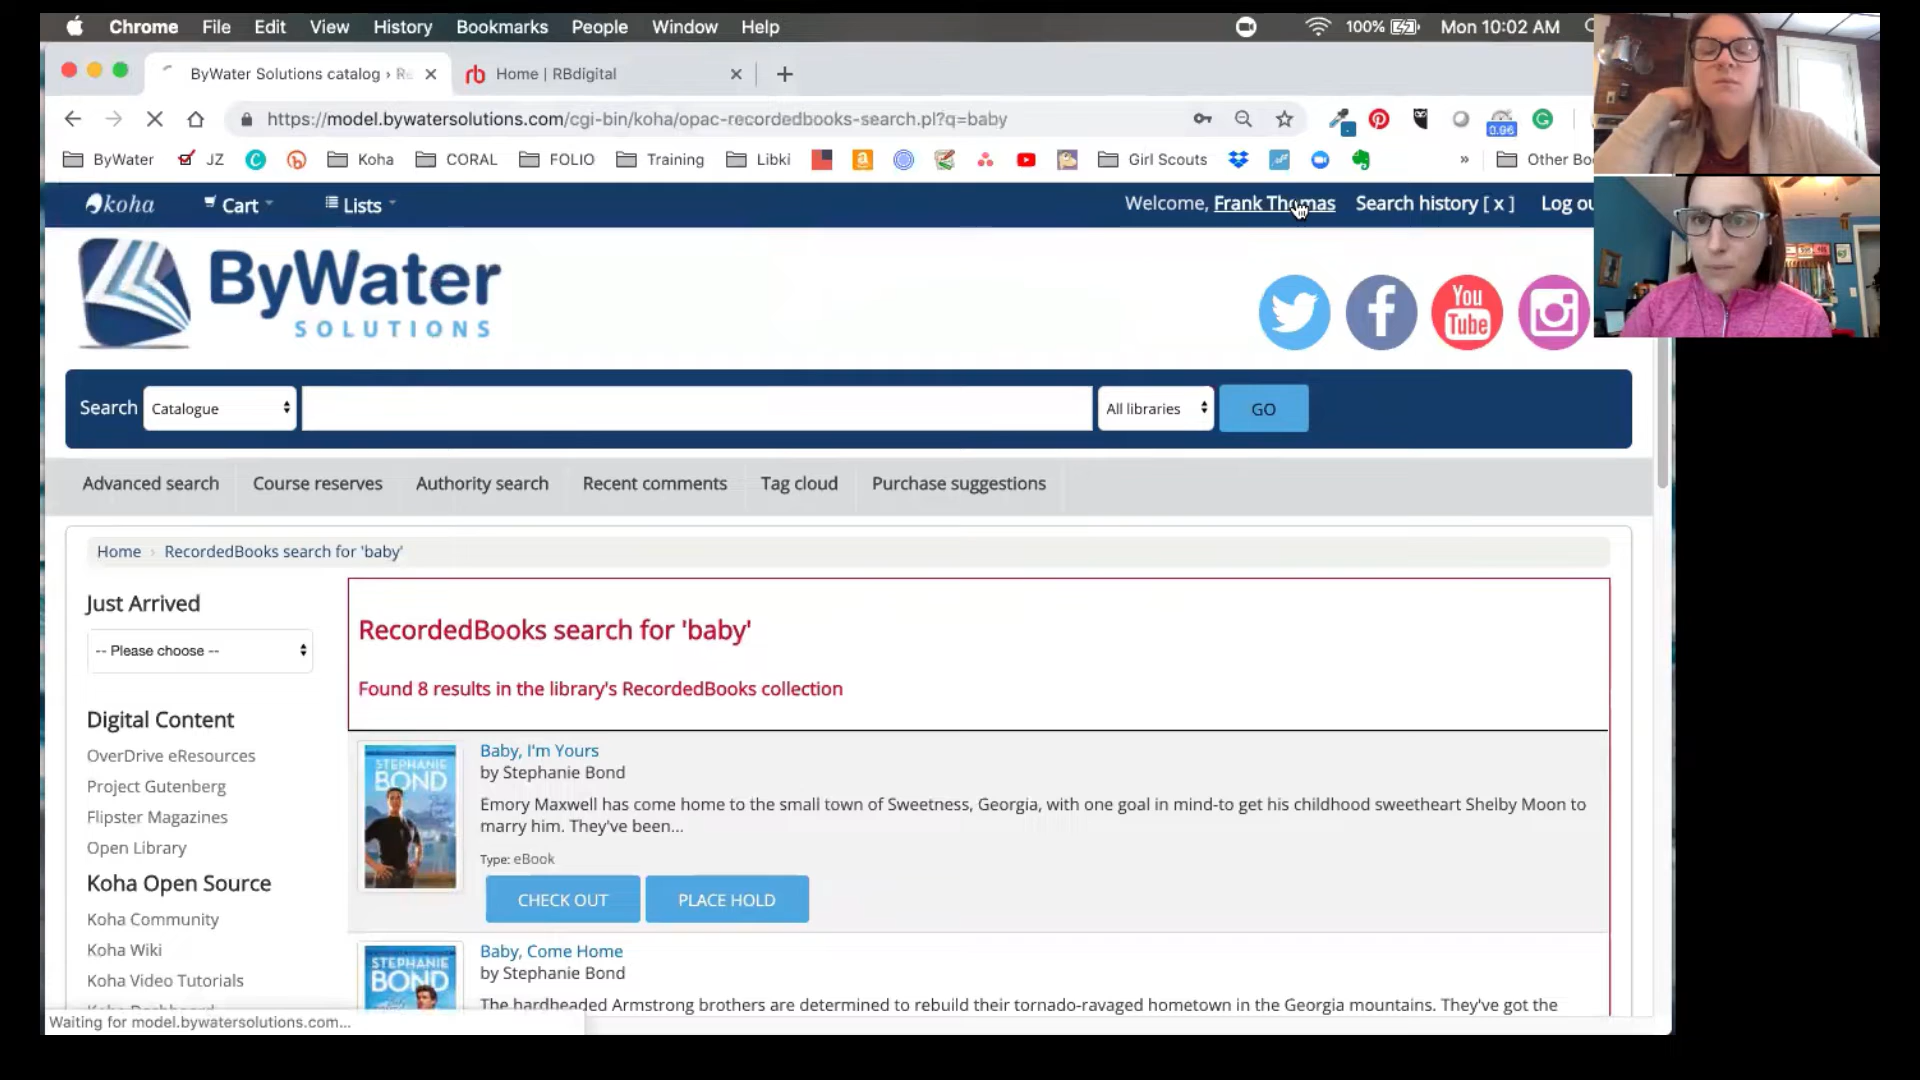 Chrome File Edit View History Bookmarks People Window Help 100% Mon 10:02 AM
ByWater Solutions catalog › Re Home | RBdigital
https://model.bywatersolutions.com/cgi-bin/koha/opac-recordedbooks-search.pl?q=baby 0.96
ByWater JZ Koha CORAL FOLIO Training Libki Girl Scouts » Other Bo
koha Cart Lists Welcome, Frank Thomas Search history [ x ] Log ou
ByWater
SOLUTIONS
You
Tube
Search Catalogue All libraries GO
Advanced search Course reserves Authority search Recent comments Tag cloud Purchase suggestions
Home › RecordedBooks search for 'baby'
Just Arrived
-- Please choose --
Digital Content
OverDrive eResources
Project Gutenberg
Flipster Magazines
Open Library
Koha Open Source
Koha Community
Koha Wiki
Koha Video Tutorials
RecordedBooks search for 'baby'
Found 8 results in the library's RecordedBooks collection
STEPHANIE
BOND
Baby, I'm Yours
by Stephanie Bond
Emory Maxwell has come home to the small town of Sweetness, Georgia, with one goal in mind-to get his childhood sweetheart Shelby Moon to
marry him. They've been...
Type: eBook
CHECK OUT PLACE HOLD
STEPHANIE
BOND
Baby, Come Home
by Stephanie Bond
The hardheaded Armstrong brothers are determined to rebuild their tornado-ravaged hometown in the Georgia mountains. They've got the
Waiting for model.bywatersolutions.com...